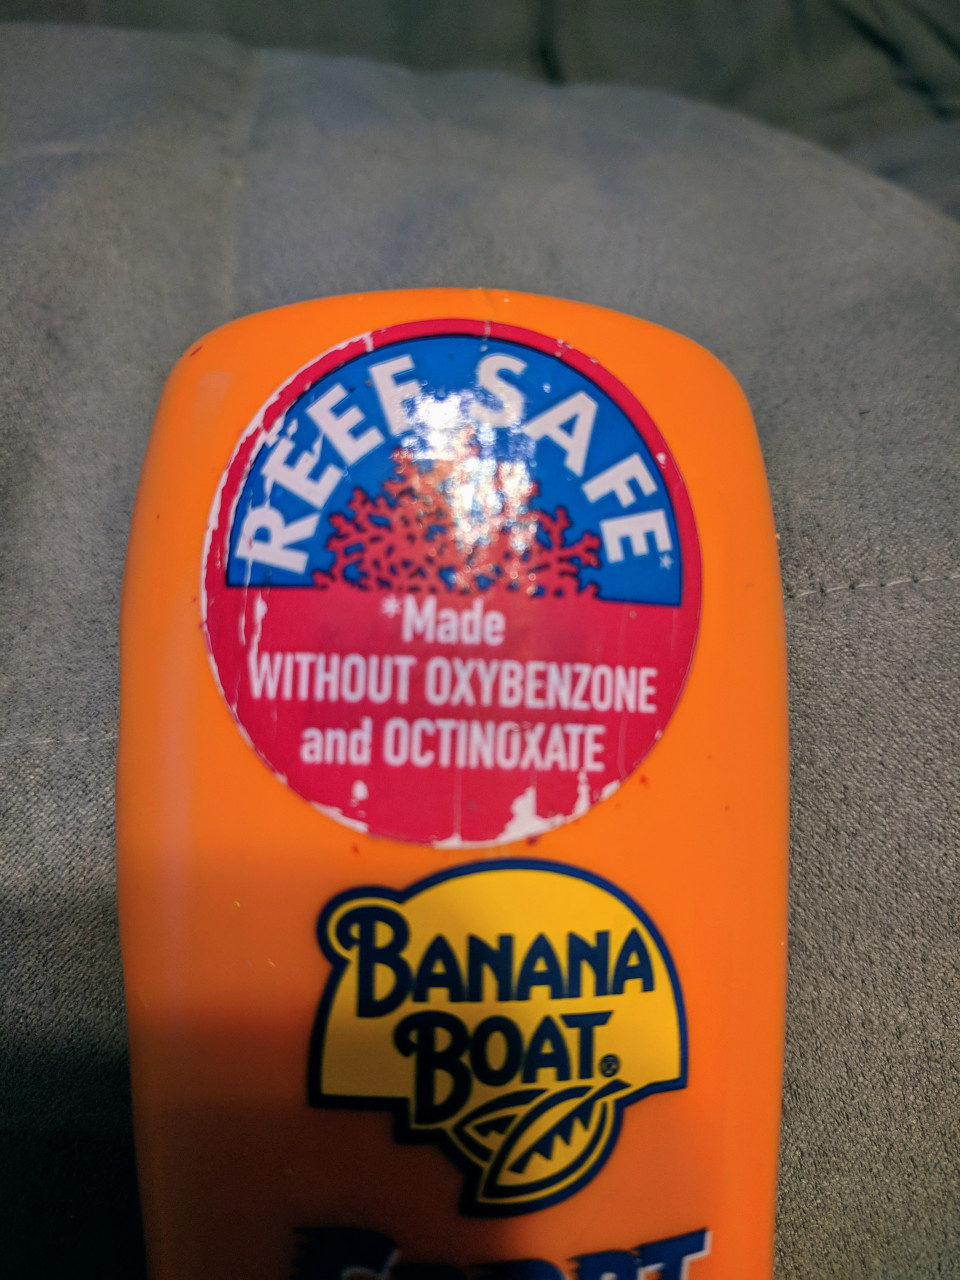 REEF SAFE*
*Made
WITHOUT OXYBENZONE
and OCTINOXATE
BANANA
BOAT®